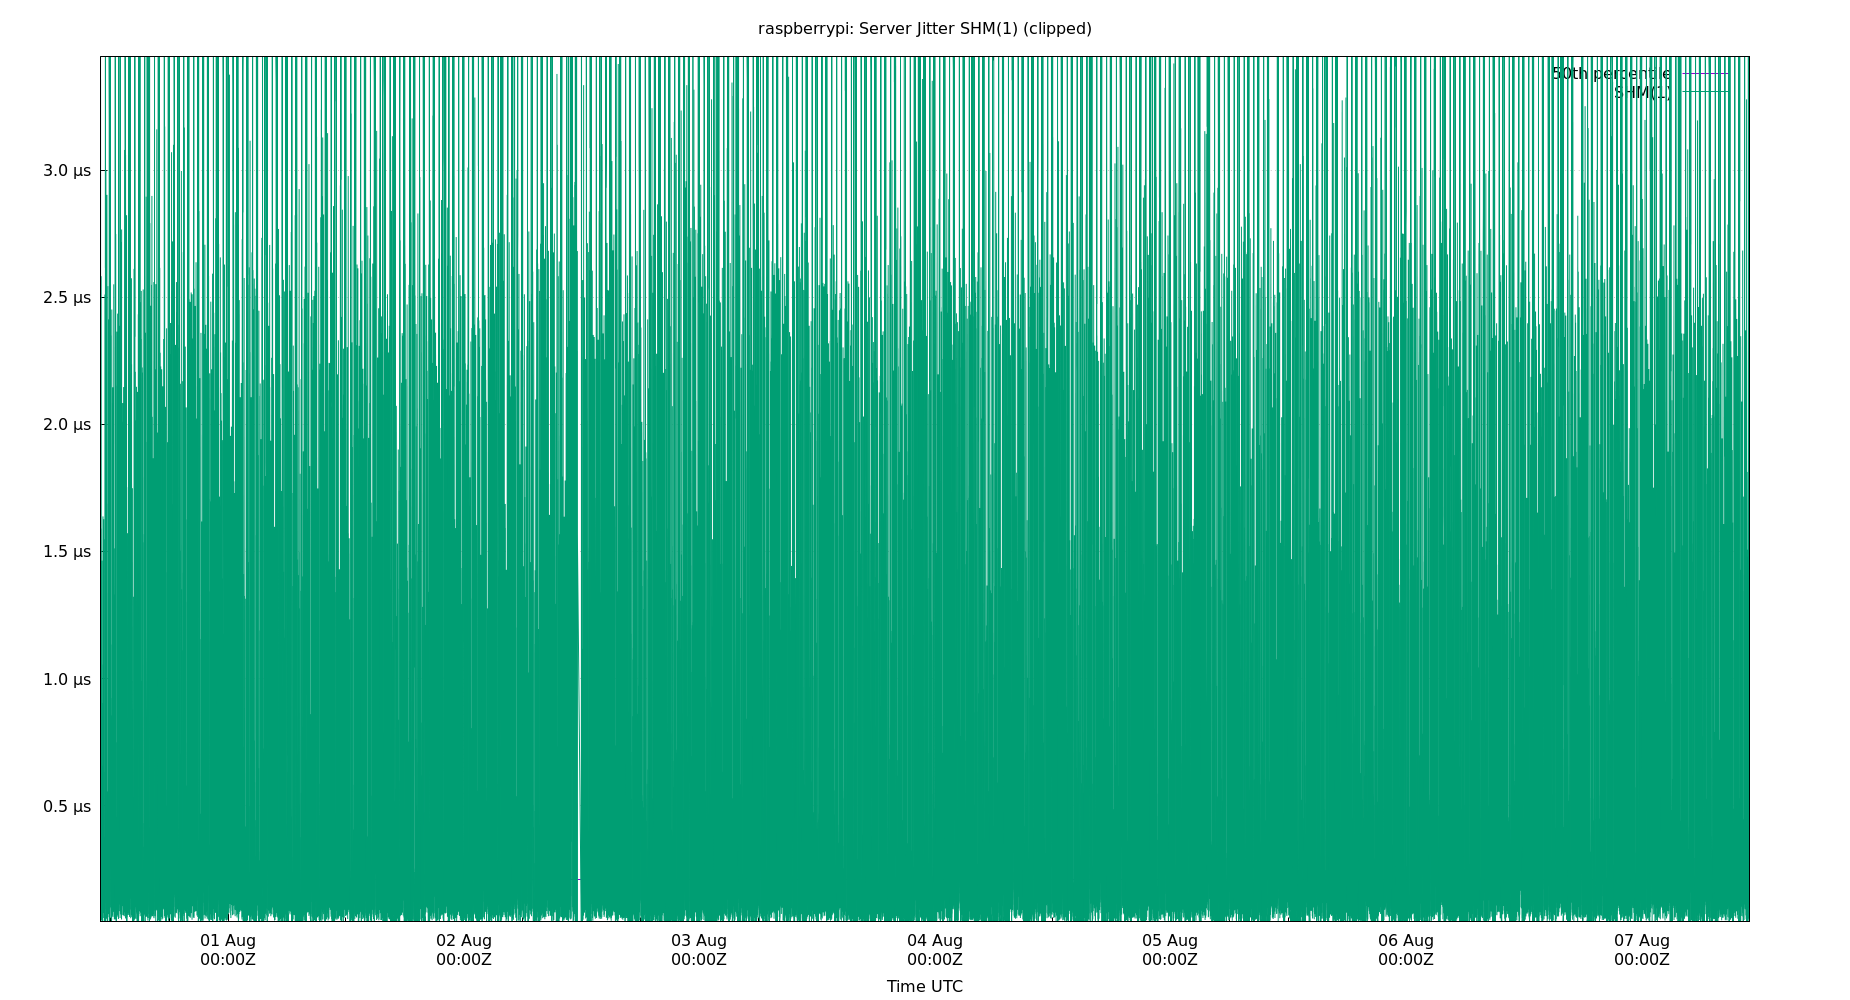 raspberrypi: Server Jitter SHM(1) (clipped)
50th percentile
SHM(1)
3.0 µs
2.5 µs
2.0 µs
1.5 µs
1.0 µs
0.5 µs
01 Aug 02 Aug 03 Aug 04 Aug 05 Aug 06 Aug 07 Aug
00:00Z 00:00Z 00:00Z 00:00Z 00:00Z 00:00Z 00:00Z
Time UTC